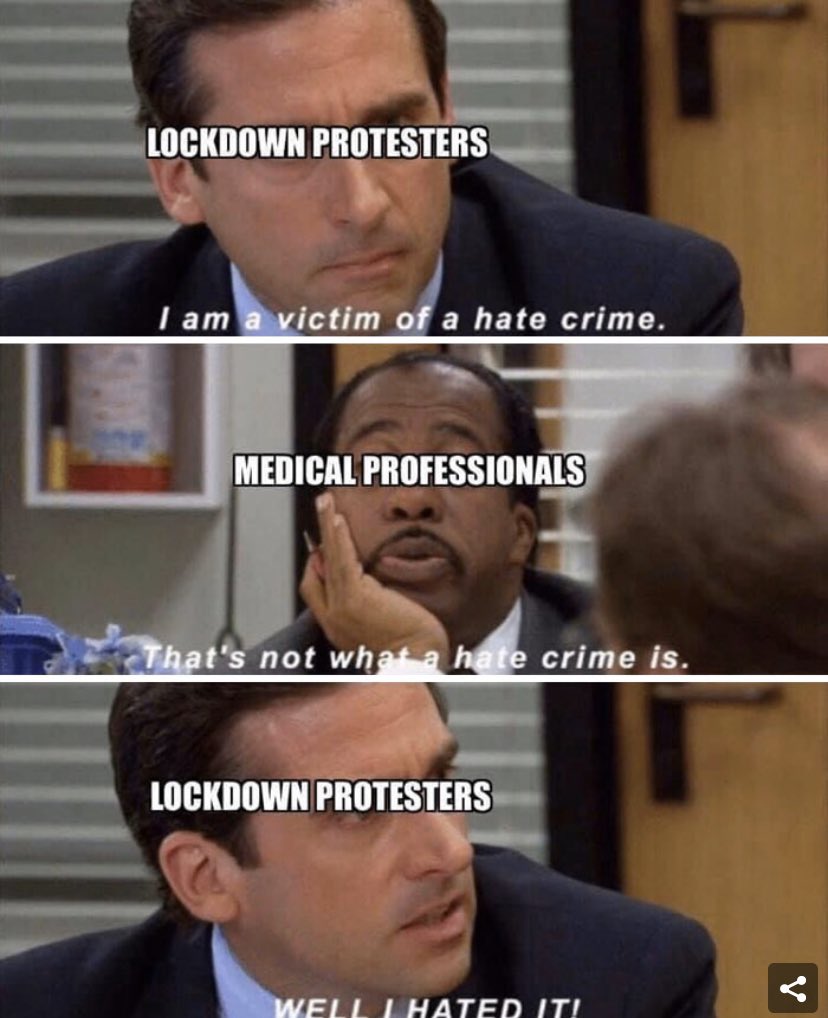 LOCKDOWN PROTESTERS
I am a victim of a hate crime.
MEDICAL PROFESSIONALS
That's not what a hate crime is.
LOCKDOWN PROTESTERS
WELL I HATED IT!